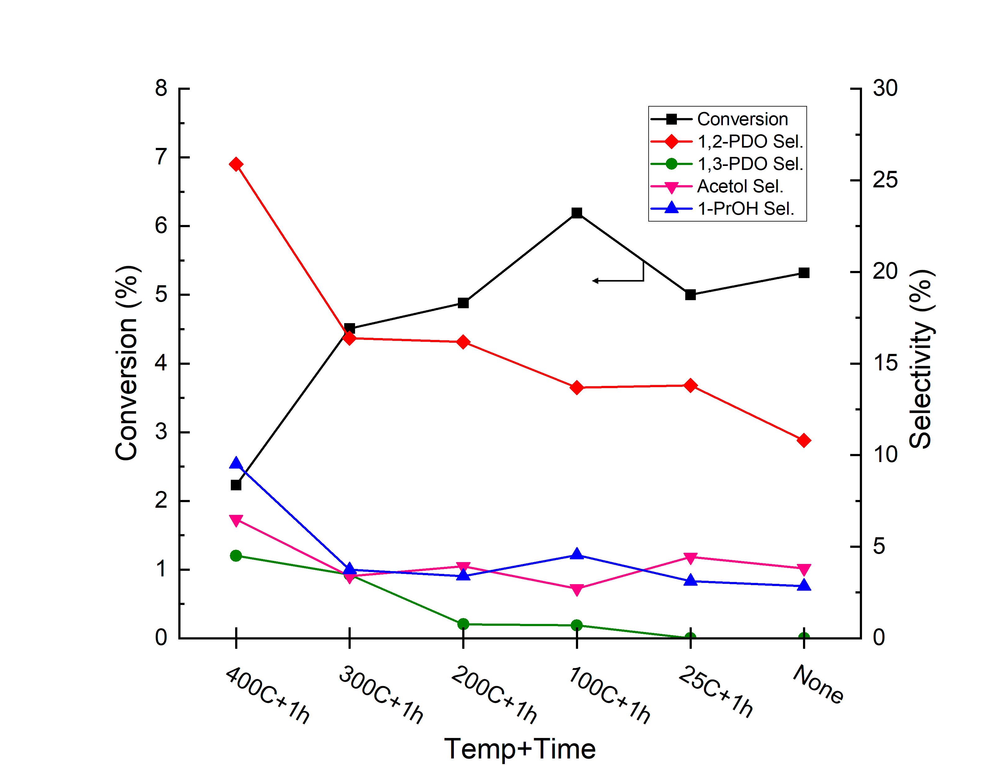 8
7
6
5
4
3
2
1
0
Conversion (%)
30
25
20
15
10
5
0
Selectivity (%)
Conversion
1,2-PDO Sel.
1,3-PDO Sel.
Acetol Sel.
1-PrOH Sel.
400C+1h
300C+1h
200C+1h
100C+1h
25C+1h
None
Temp+Time